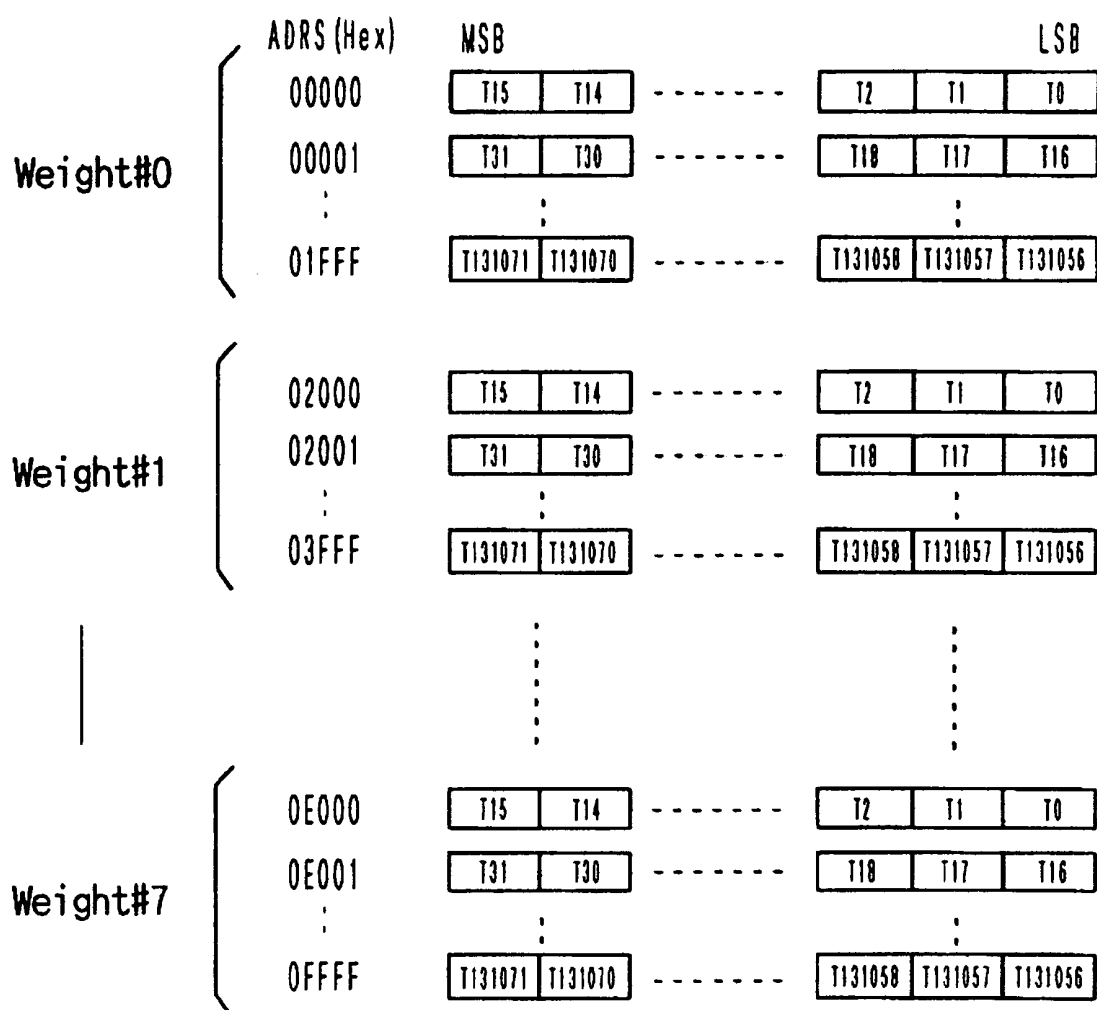 ADRS(Hex) MSB LSB
00000 T15 T14 T2 T1 T0
Weight#0 00001 T31 T30 T18 T17 T16
01FFF T131071 T131070 T131058 T131057 T131056
02000 T15 T14 T2 T1 T0
Weight#1 02001 T31 T30 T18 T17 T16
03FFF T131071 T131070 T131058 T131057 T131056
0E000 T15 T14 T2 T1 T0
Weight#7 0E001 T31 T30 T18 T17 T16
0FFFF T131071 T131070 T131058 T131057 T131056